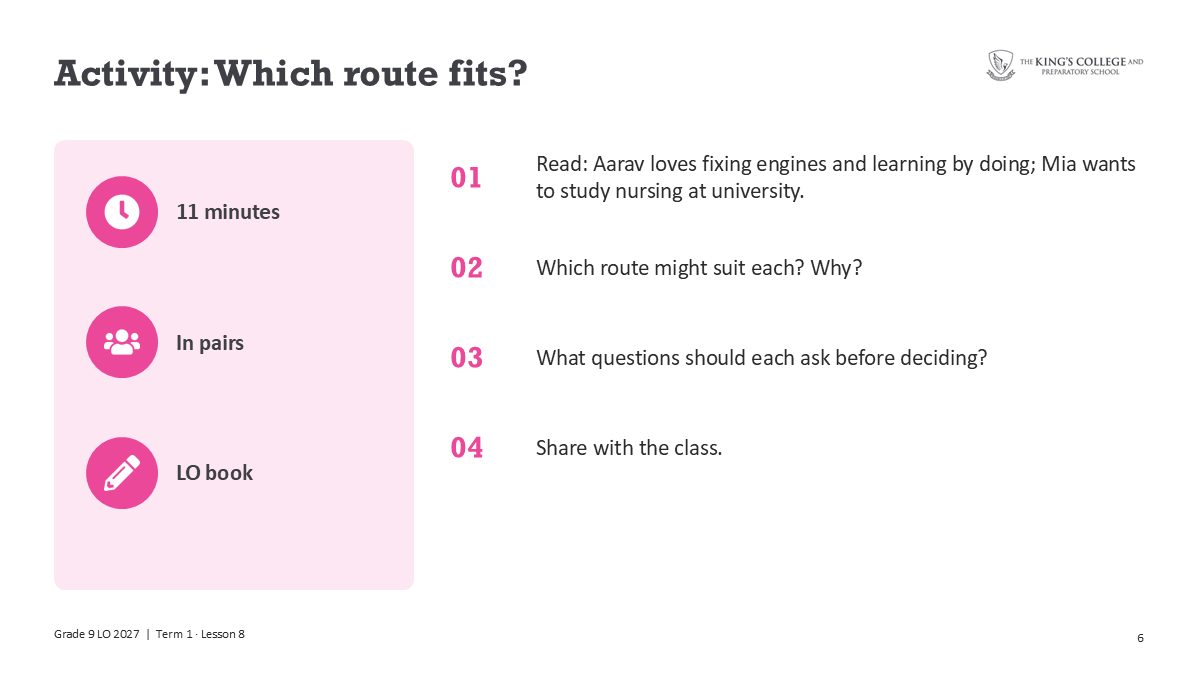 Activity: Which route fits?
THE KING'S COLLEGE AND
PREPARATORY SCHOOL
11 minutes
In pairs
LO book
01
Read: Aarav loves fixing engines and learning by doing; Mia wants
to study nursing at university.
02
Which route might suit each? Why?
03
What questions should each ask before deciding?
04
Share with the class.
Grade 9 LO 2027 | Term 1 · Lesson 8
6